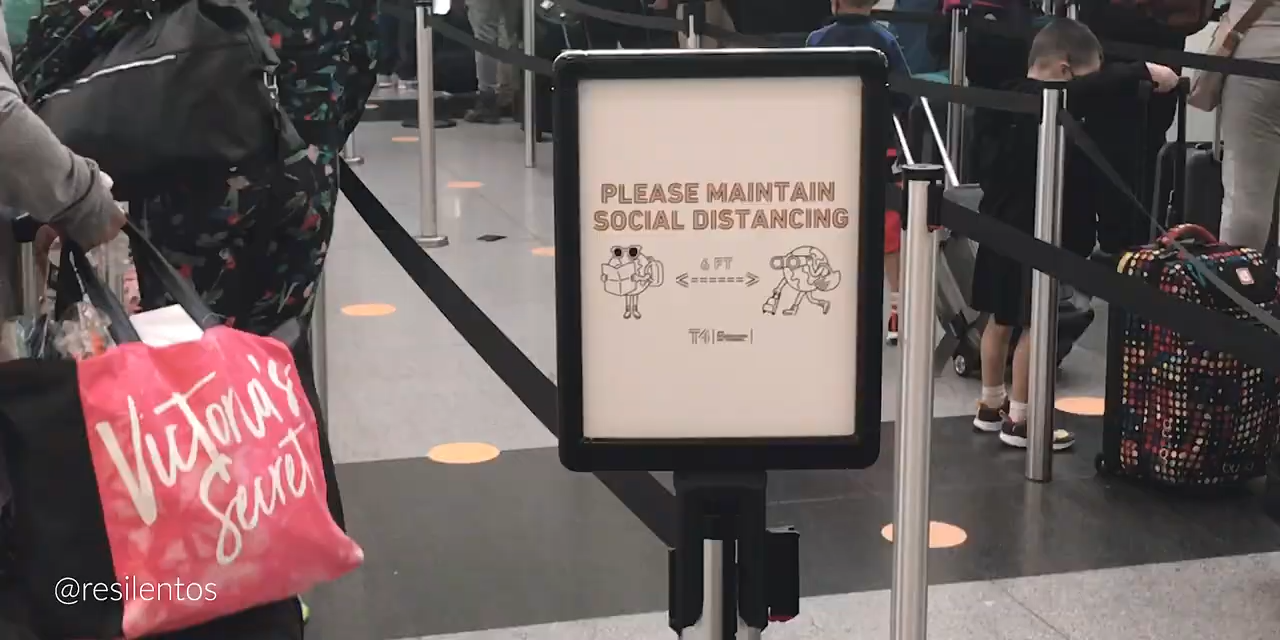 PLEASE MAINTAIN
SOCIAL DISTANCING
6 FT
T4
Victoria's
Secret
@resilentos